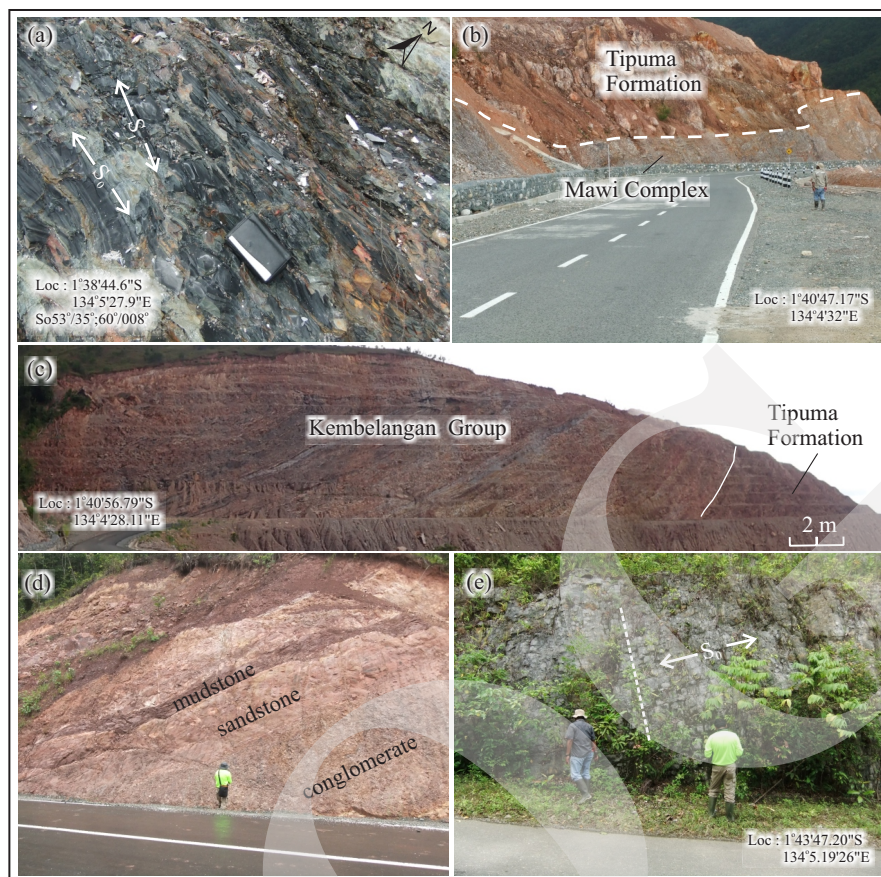 (a)
N
S₁
S₀
Loc : 1°38'44.6"S
134°5'27.9"E
So53°/35°;60°/008°
(b)
Tipuma
Formation
Mawi Complex
Loc : 1°40'47.17"S
134°4'32"E
(c)
Kembelangan Group
Tipuma
Formation
Loc : 1°40'56.79"S
134°4'28.11"E
2 m
(d)
mudstone
sandstone
conglomerate
(e)
S₀
Loc : 1°43'47.20"S
134°5.19'26"E